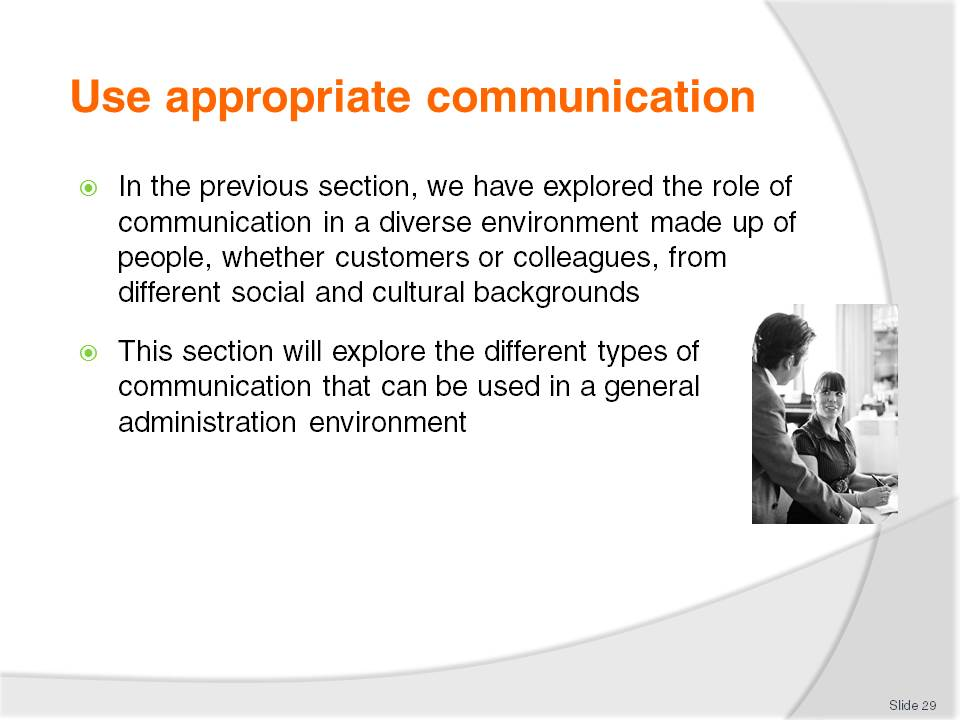 Use appropriate communication
In the previous section, we have explored the role of
communication in a diverse environment made up of
people, whether customers or colleagues, from
different social and cultural backgrounds
This section will explore the different types of
communication that can be used in a general
administration environment
Slide 29